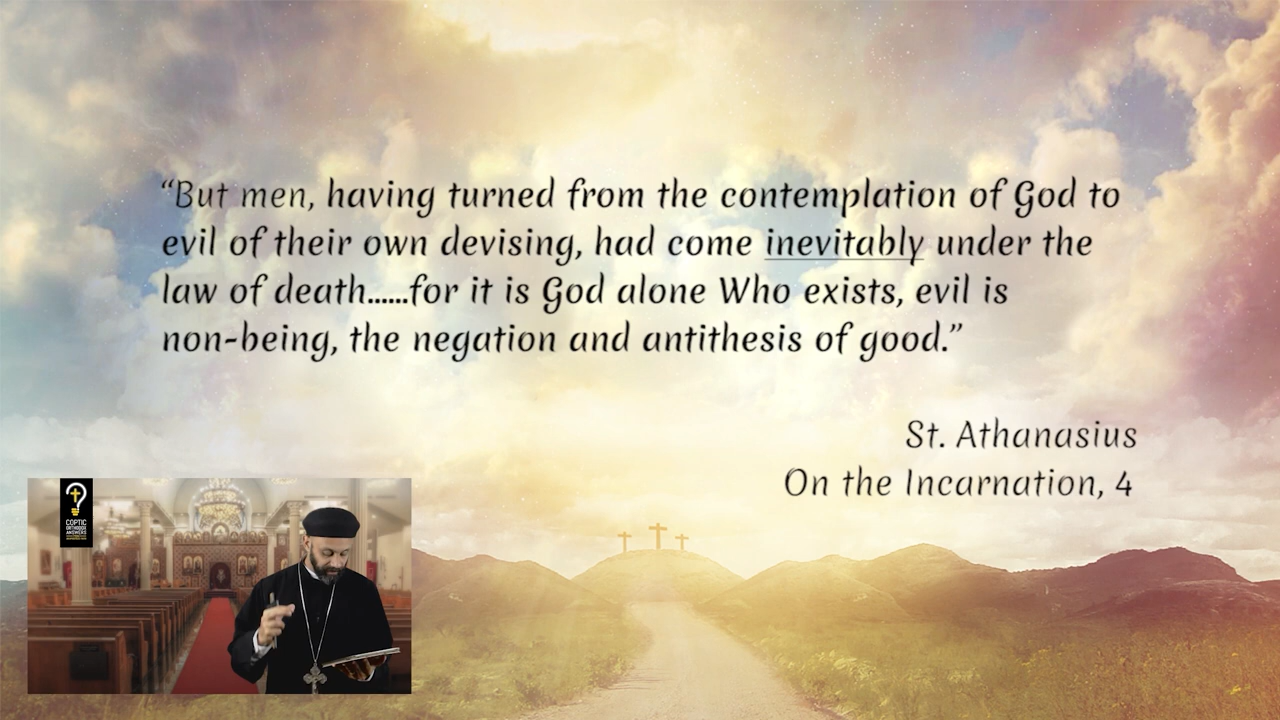 “But men, having turned from the contemplation of God to
evil of their own devising, had come inevitably under the
law of death......for it is God alone Who exists, evil is
non-being, the negation and antithesis of good.”
St. Athanasius
On the Incarnation, 4
COPTIC
ORTHODOX
ANSWERS